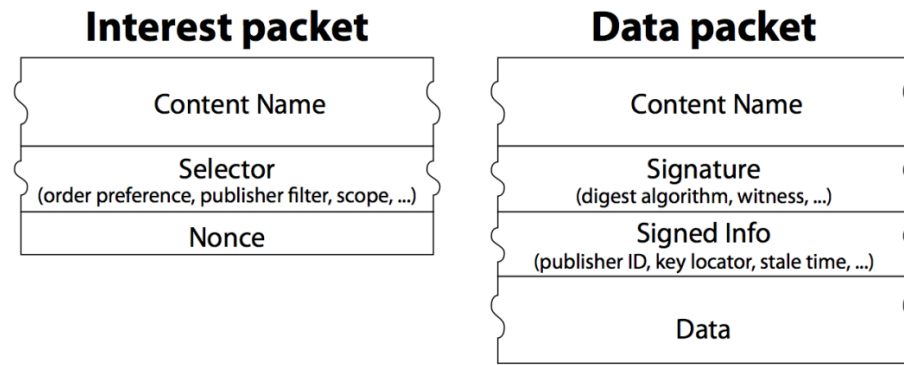 Interest packet
Content Name
Selector
(order preference, publisher filter, scope, ...)
Nonce
Data packet
Content Name
Signature
(digest algorithm, witness, ...)
Signed Info
(publisher ID, key locator, stale time, ...)
Data